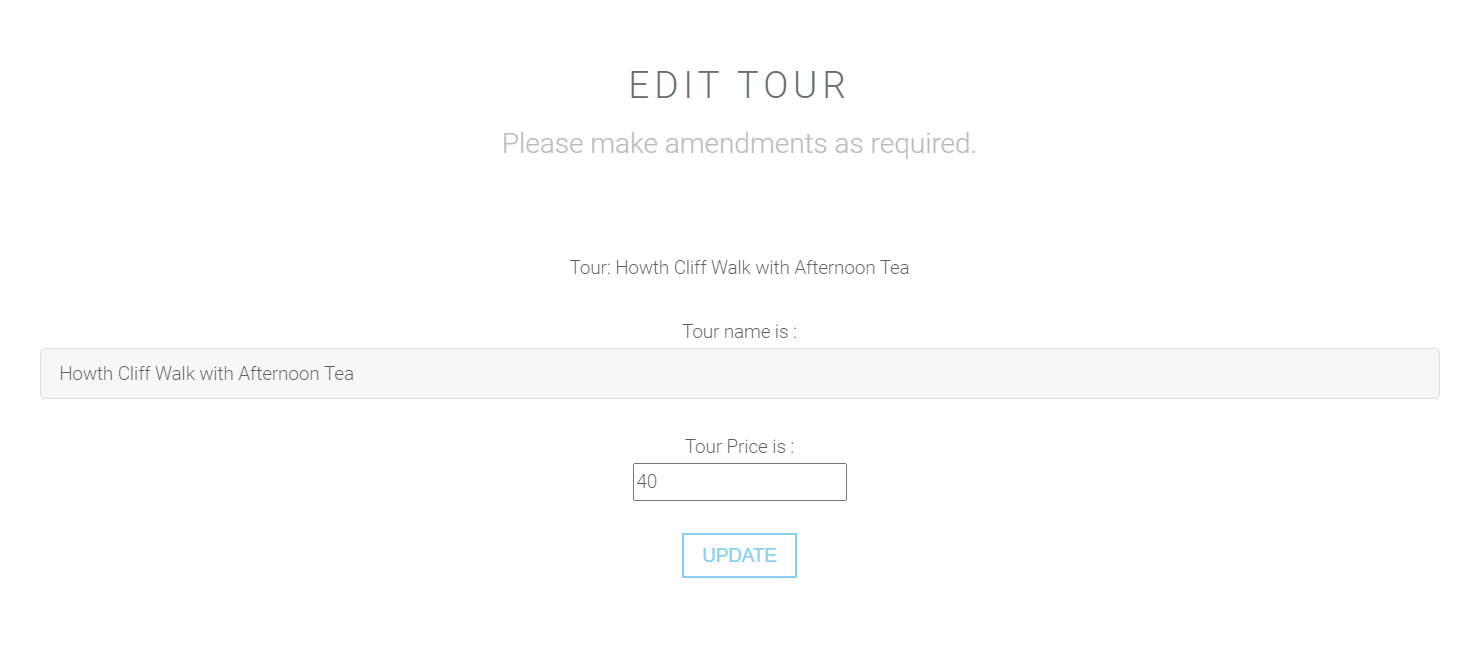 EDIT TOUR
Please make amendments as required.
Tour: Howth Cliff Walk with Afternoon Tea
Tour name is :
Howth Cliff Walk with Afternoon Tea
Tour Price is :
40
UPDATE